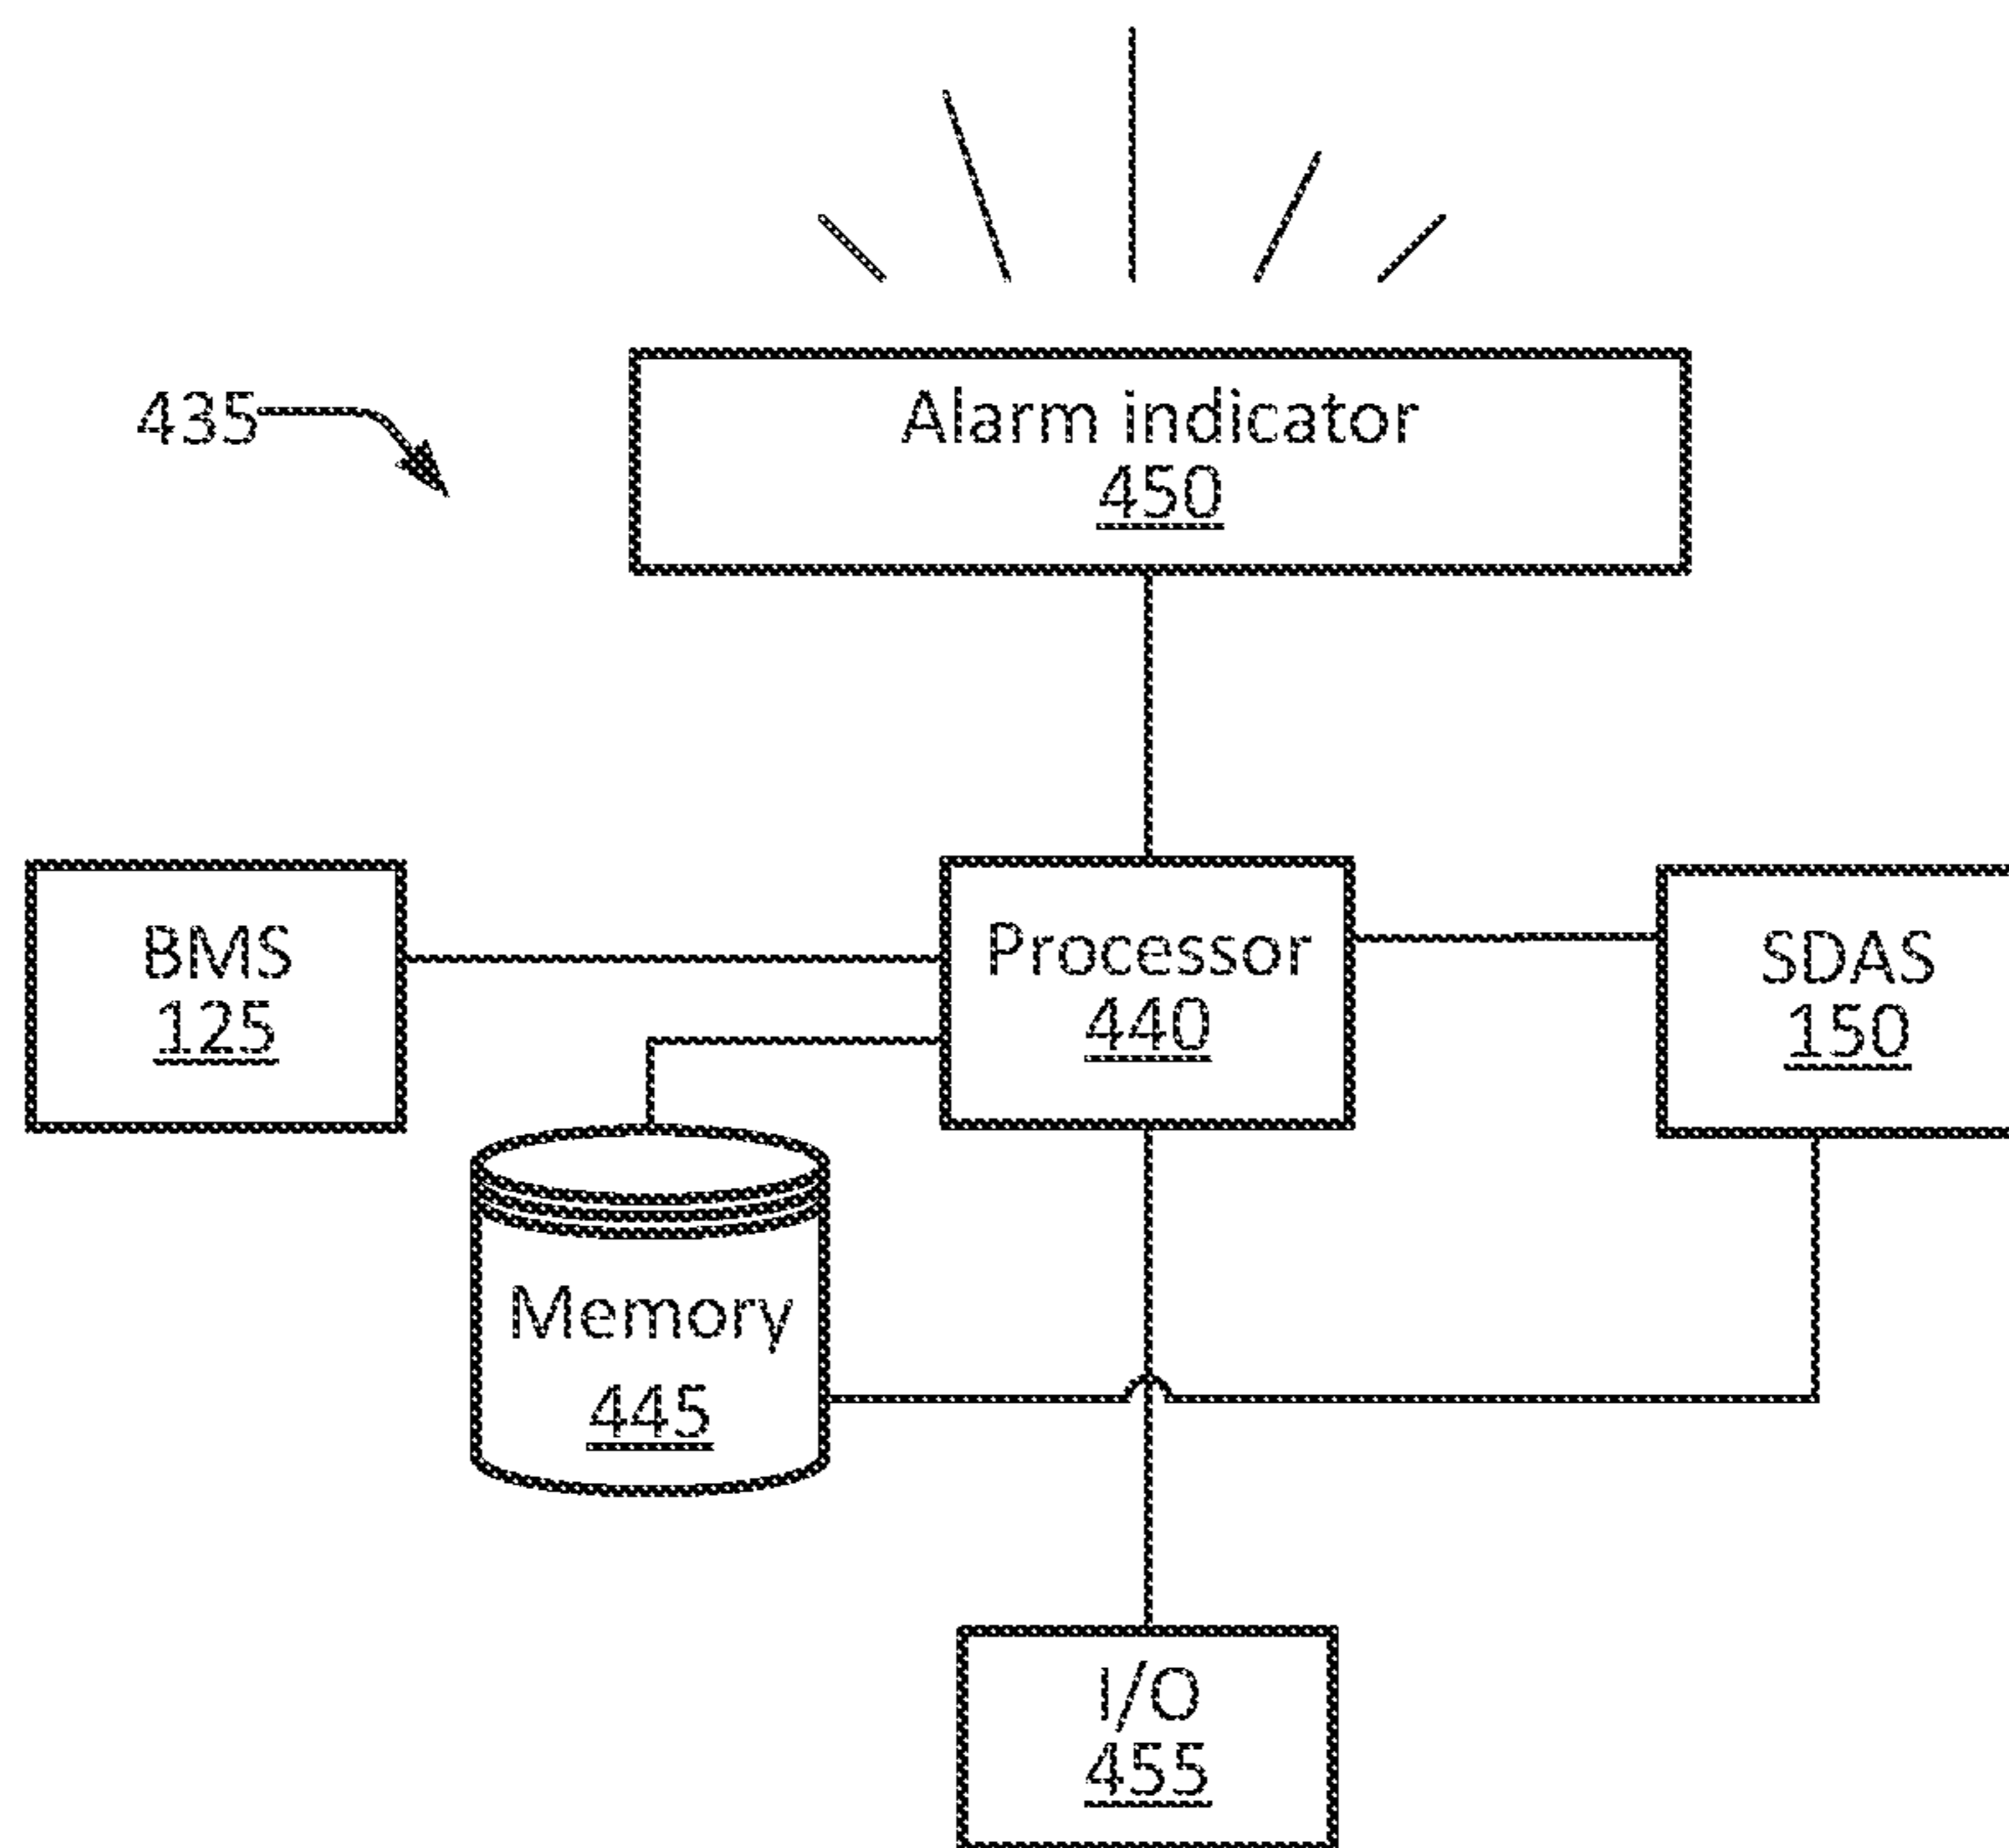 435
Alarm indicator
450
BMS
125
Processor
440
SDAS
150
Memory
445
I/O
455